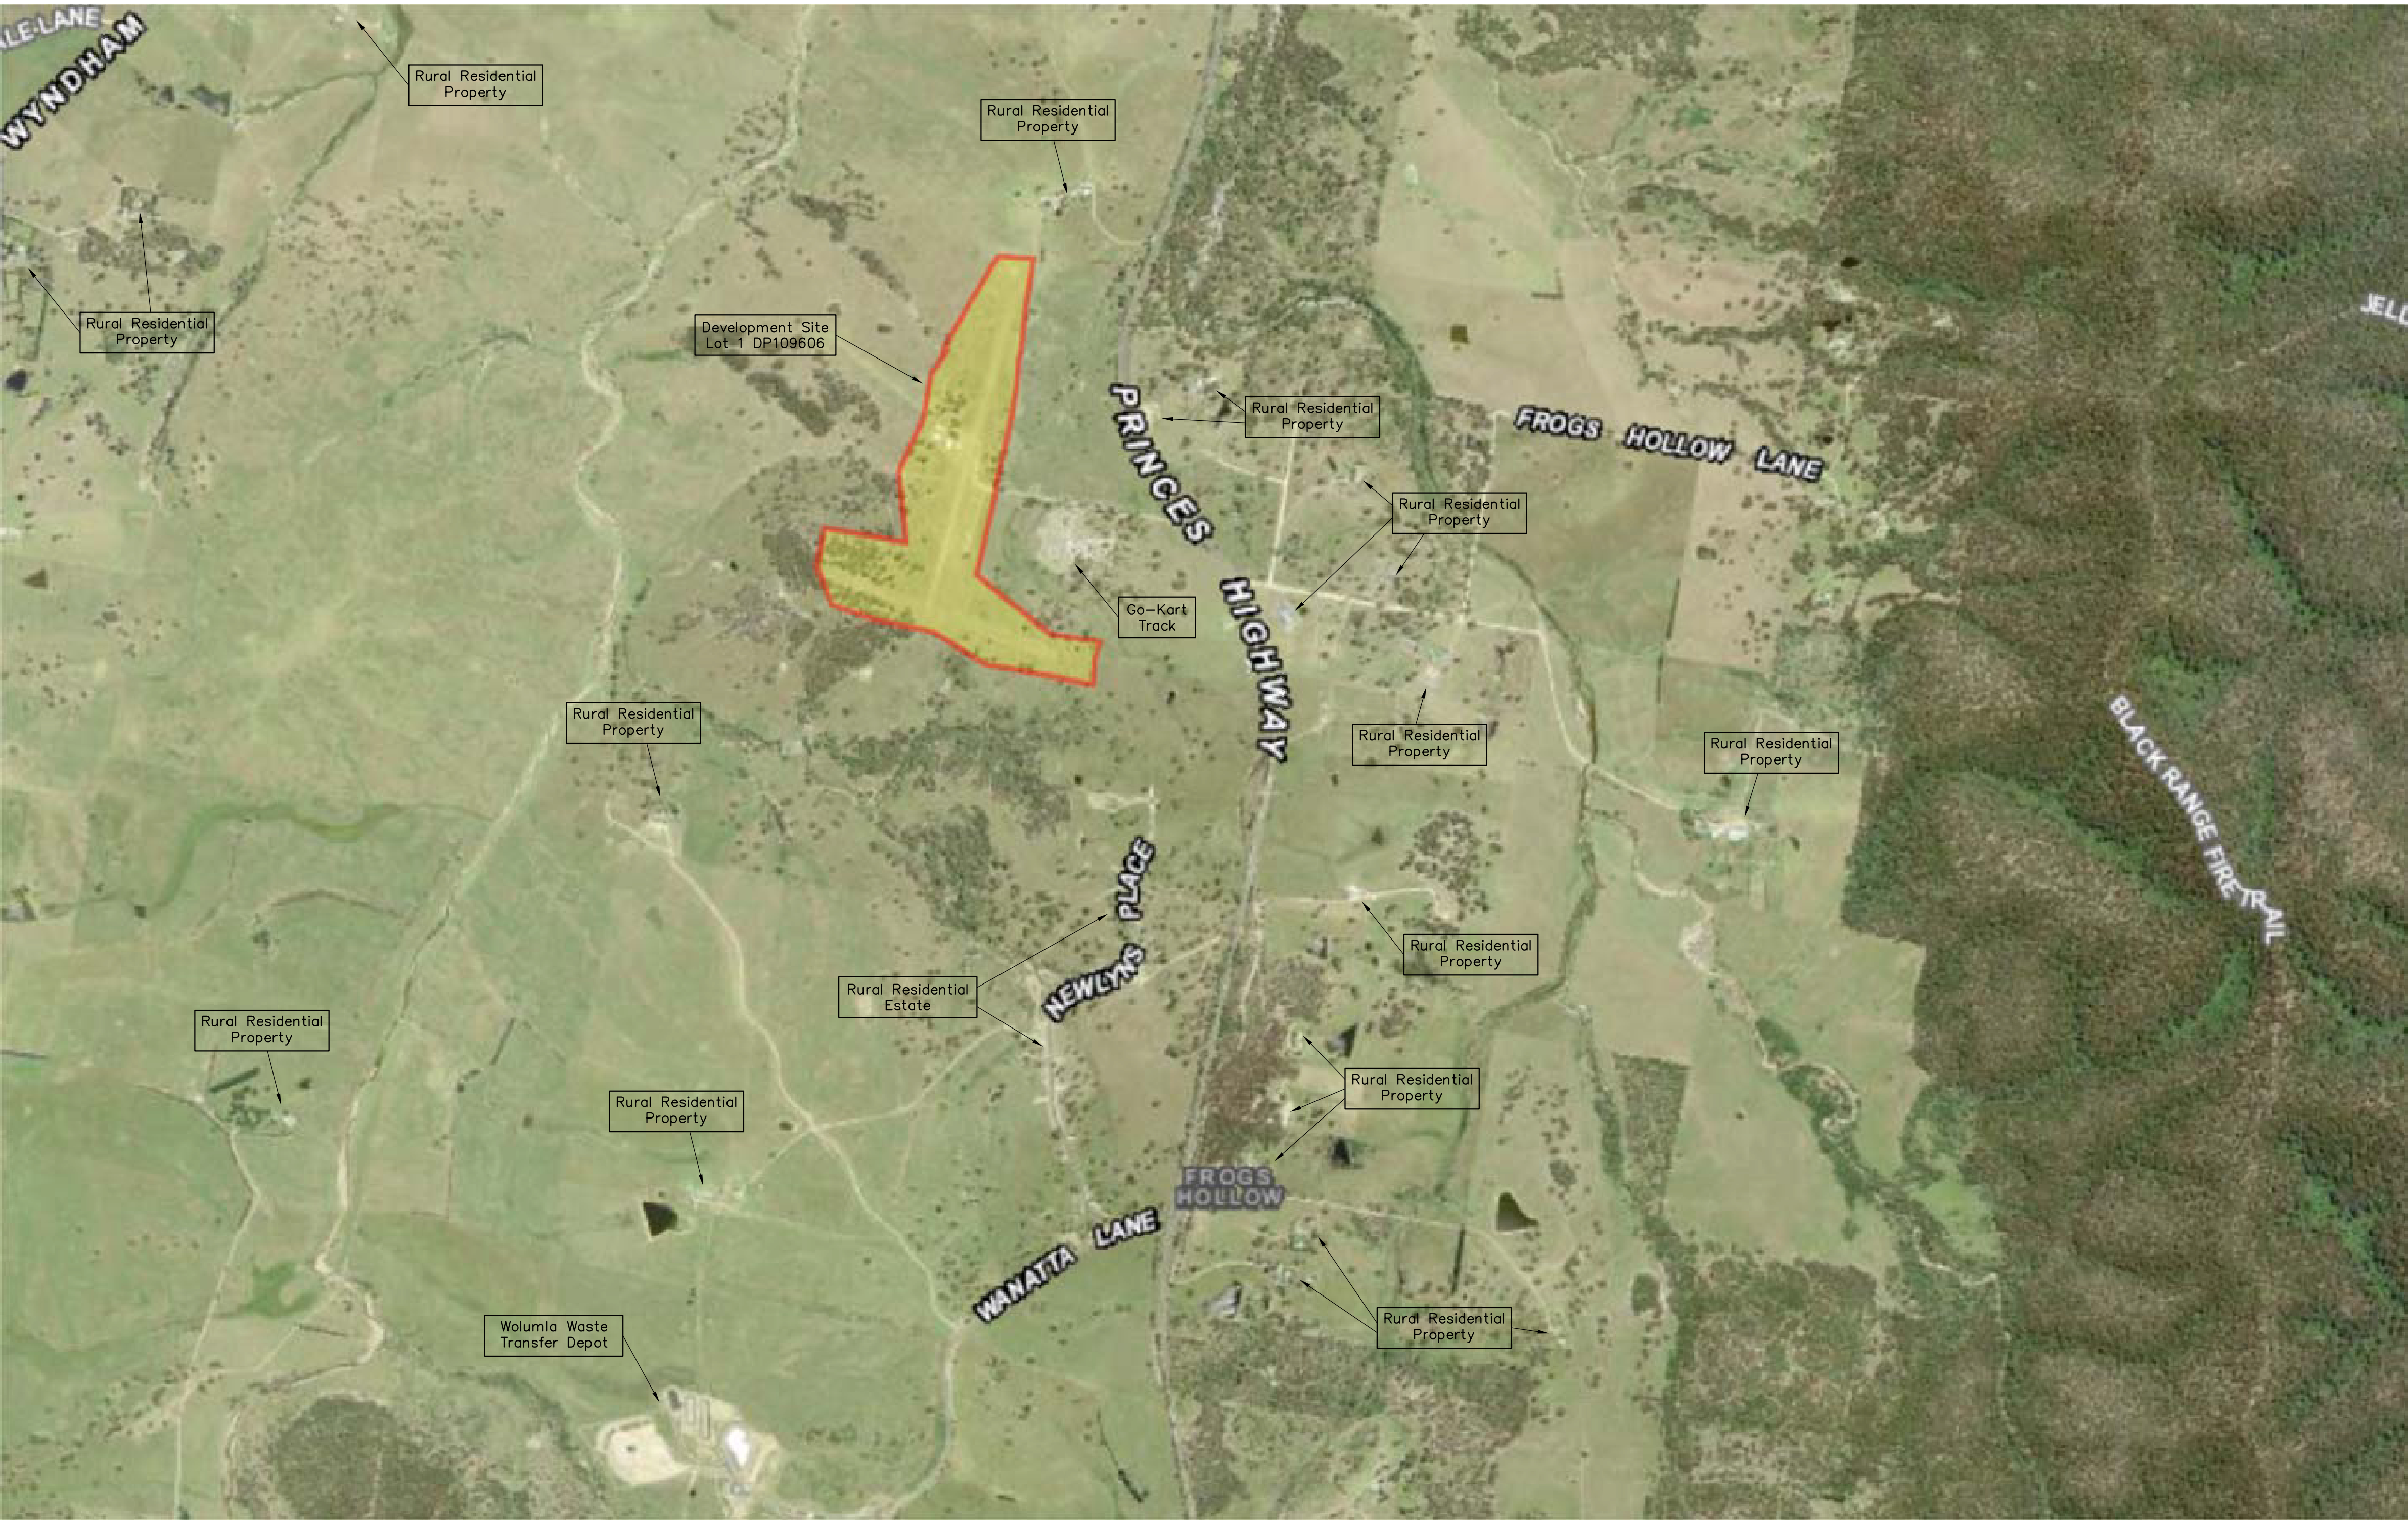 ALE LANE
WYNDHAM
Rural Residential
Property
Rural Residential
Property
Rural Residential
Property
Development Site
Lot 1 DP109606
JELL
PRINCES
HIGHWAY
Rural Residential
Property
FROGS HOLLOW LANE
Rural Residential
Property
Go-Kart
Track
Rural Residential
Property
Rural Residential
Property
Rural Residential
Property
BLACK RANGE FIRE TRAIL
NEWLYNS PLACE
Rural Residential
Property
Rural Residential
Estate
Rural Residential
Property
Rural Residential
Property
Rural Residential
Property
FROGS
HOLLOW
WANATTA LANE
Wolumla Waste
Transfer Depot
Rural Residential
Property